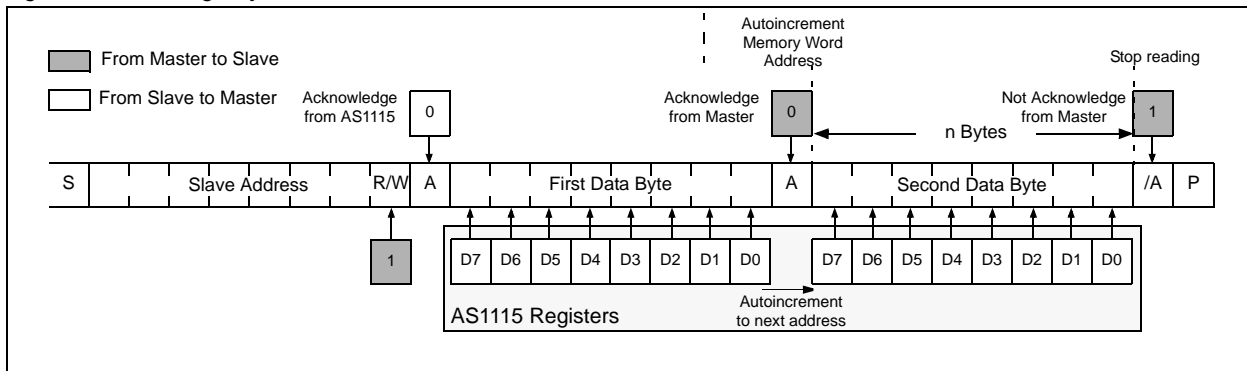 Autoincrement
Memory Word
Address
Stop reading
From Master to Slave
From Slave to Master
Acknowledge
from AS1115
0
Acknowledge
from Master
0
Not Acknowledge
from Master
1
n Bytes
S Slave Address R/W A First Data Byte A Second Data Byte /A P
1
D7 D6 D5 D4 D3 D2 D1 D0 D7 D6 D5 D4 D3 D2 D1 D0
Autoincrement
to next address
AS1115 Registers